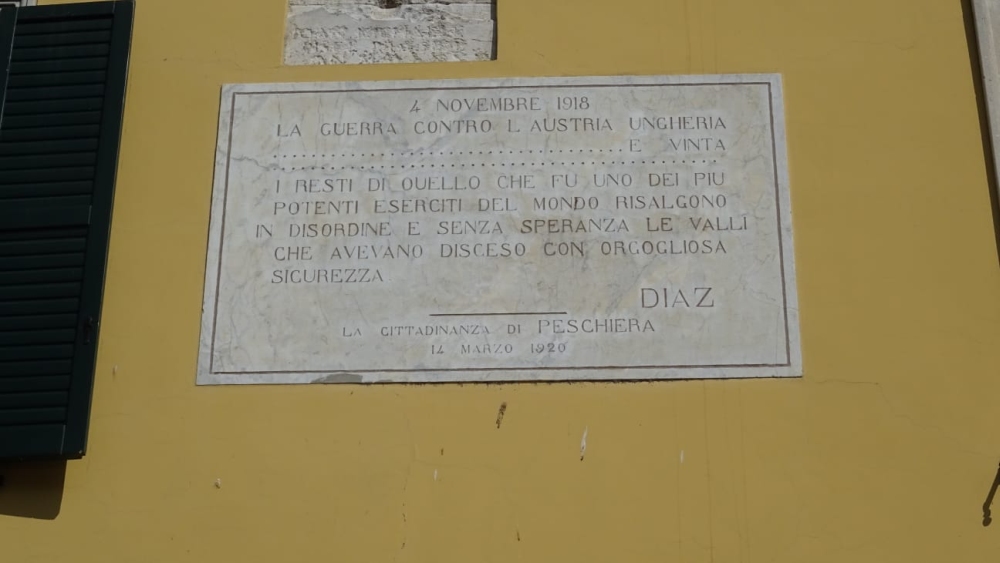 4 NOVEMBRE 1918
LA GUERRA CONTRO L AUSTRIA UNGHERIA
........................................ E VINTA
............................................................
I RESTI DI QUELLO CHE FU UNO DEI PIU
POTENTI ESERCITI DEL MONDO RISALGONO
IN DISORDINE E SENZA SPERANZA LE VALLI
CHE AVEVANO DISCESO CON ORGOGLIOSA
SICUREZZA
DIAZ
LA CITTADINANZA DI PESCHIERA
14 MARZO 1920